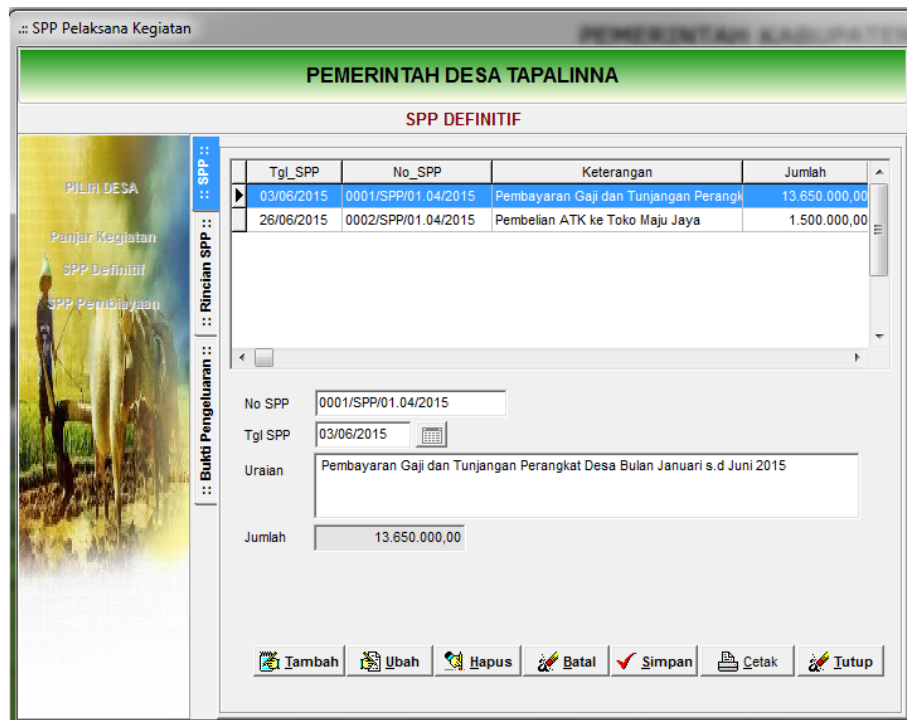 .:: SPP Pelaksana Kegiatan
PEMERINTAH KABUPATEN
PEMERINTAH DESA TAPALINNA
SPP DEFINITIF
PILIH DESA
Panjar Kegiatan
SPP Definitif
SPP Pembiayaan
:: SPP ::
:: Rincian SPP ::
:: Bukti Pengeluaran ::
Tgl_SPP No_SPP Keterangan Jumlah
03/06/2015 0001/SPP/01.04/2015 Pembayaran Gaji dan Tunjangan Perangk 13.650.000,00
26/06/2015 0002/SPP/01.04/2015 Pembelian ATK ke Toko Maju Jaya 1.500.000,00
No SPP 0001/SPP/01.04/2015
Tgl SPP 03/06/2015
Uraian Pembayaran Gaji dan Tunjangan Perangkat Desa Bulan Januari s.d Juni 2015
Jumlah 13.650.000,00
Tambah Ubah Hapus Batal Simpan Cetak Tutup